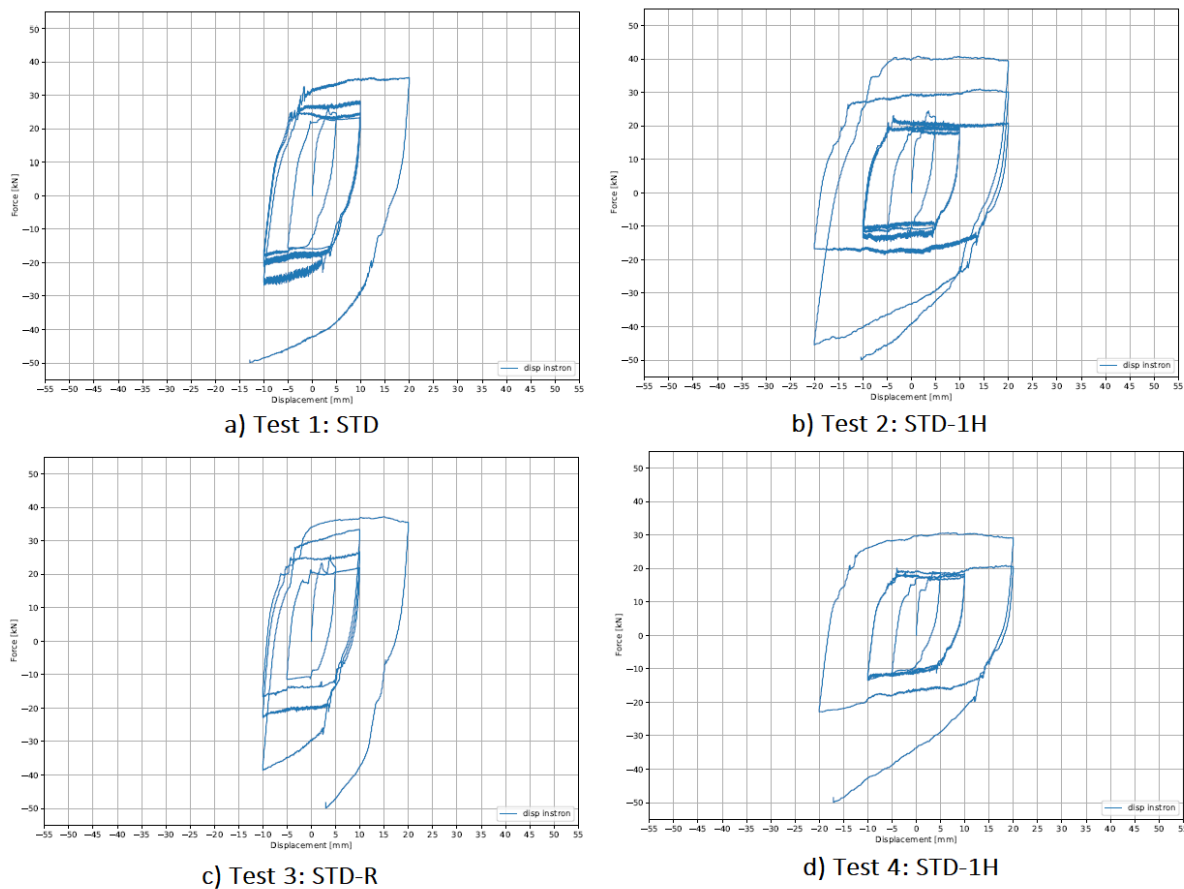 50
40
30
20
10
0
−10
−20
−30
−40
−50
Force [kN]
disp instron
−55 −50 −45 −40 −35 −30 −25 −20 −15 −10 −5 0 5 10 15 20 25 30 35 40 45 50 55
Displacement [mm]
a) Test 1: STD
50
40
30
20
10
0
−10
−20
−30
−40
−50
Force [kN]
disp instron
−55 −50 −45 −40 −35 −30 −25 −20 −15 −10 −5 0 5 10 15 20 25 30 35 40 45 50 55
Displacement [mm]
b) Test 2: STD-1H
50
40
30
20
10
0
−10
−20
−30
−40
−50
Force [kN]
disp instron
−55 −50 −45 −40 −35 −30 −25 −20 −15 −10 −5 0 5 10 15 20 25 30 35 40 45 50 55
Displacement [mm]
c) Test 3: STD-R
50
40
30
20
10
0
−10
−20
−30
−40
−50
Force [kN]
disp instron
−55 −50 −45 −40 −35 −30 −25 −20 −15 −10 −5 0 5 10 15 20 25 30 35 40 45 50 55
Displacement [mm]
d) Test 4: STD-1H